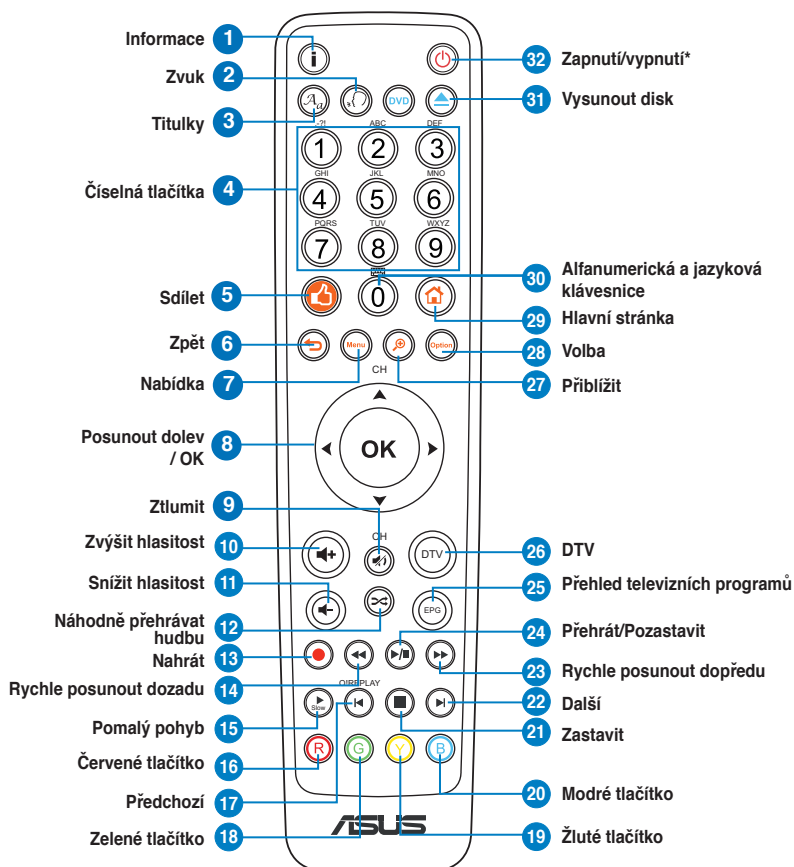 Informace 1
32 Zapnutí/vypnutí*
Zvuk 2
DVD
31 Vysunout disk
Titulky 3
Aa
.-?! ABC DEF
1 2 3
Číselná tlačítka 4
GHI JKL MNO
4 5 6
PQRS TUV WXYZ
7 8 9
30 Alfanumerická a jazyková
klávesnice
Sdílet 5
0
29 Hlavní stránka
Zpět 6
Menu
Option
28 Volba
Nabídka 7
CH
27 Přiblížit
Posunout dolev
/ OK 8
OK
Ztlumit 9
CH
Zvýšit hlasitost 10
DTV
26 DTV
Snížit hlasitost 11
EPG
25 Přehled televizních programů
Náhodně přehrávat
hudbu 12
24 Přehrát/Pozastavit
Nahrát 13
23 Rychle posunout dopředu
Rychle posunout dozadu 14
O!REPLAY
22 Další
Slow
Pomalý pohyb 15
21 Zastavit
Červené tlačítko 16
R G Y B
Předchozí 17
20 Modré tlačítko
Zelené tlačítko 18
ASUS
19 Žluté tlačítko